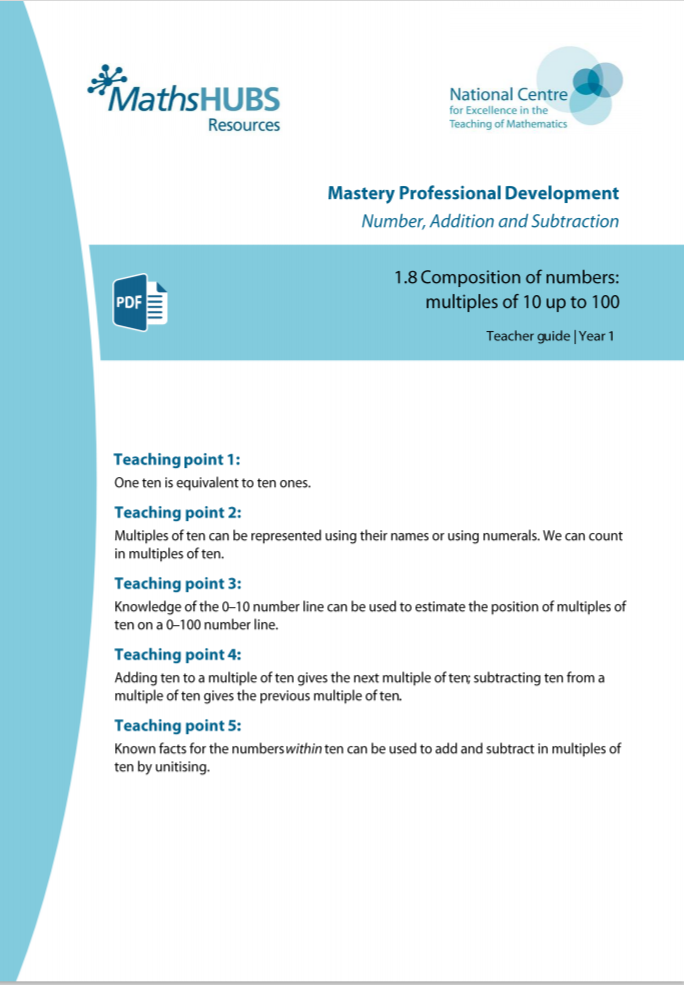 MathsHUBS
Resources
National Centre
for Excellence in the
Teaching of Mathematics
Mastery Professional Development
Number, Addition and Subtraction
PDF
1.8 Composition of numbers:
multiples of 10 up to 100
Teacher guide | Year 1
Teaching point 1:
One ten is equivalent to ten ones.
Teaching point 2:
Multiples of ten can be represented using their names or using numerals. We can count
in multiples of ten.
Teaching point 3:
Knowledge of the 0–10 number line can be used to estimate the position of multiples of
ten on a 0–100 number line.
Teaching point 4:
Adding ten to a multiple of ten gives the next multiple of ten; subtracting ten from a
multiple of ten gives the previous multiple of ten.
Teaching point 5:
Known facts for the numbers within ten can be used to add and subtract in multiples of
ten by unitising.